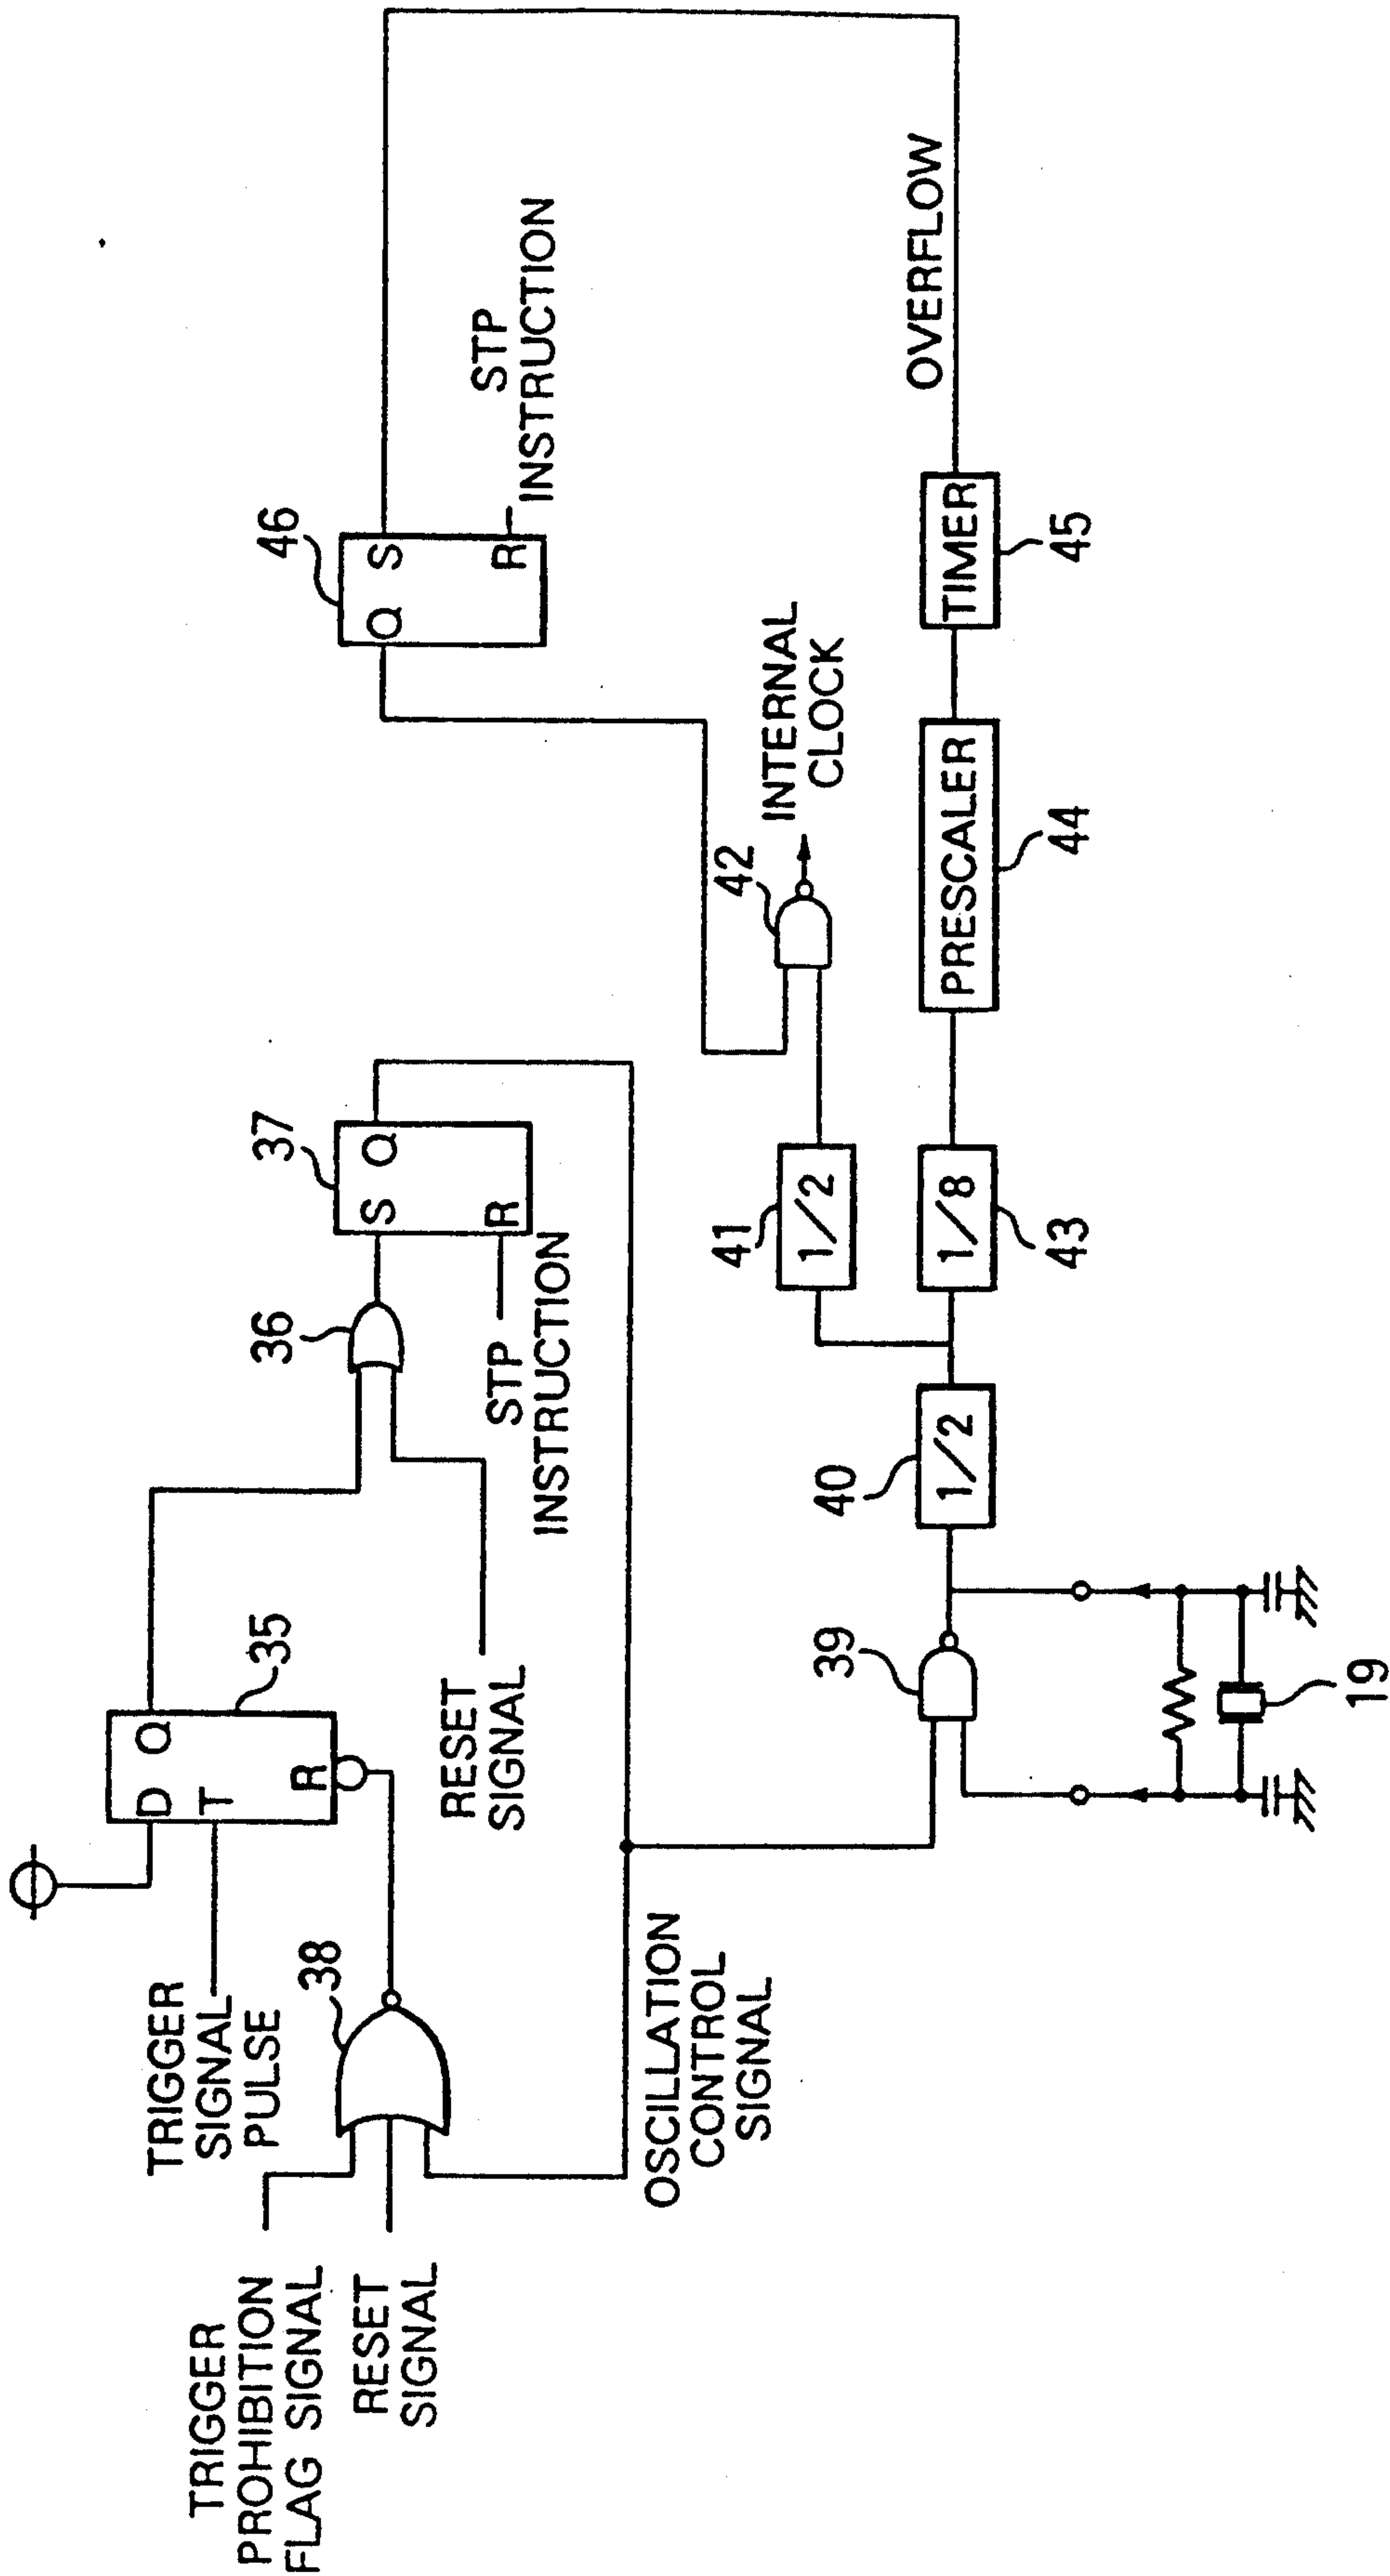 TRIGGER
PROHIBITION
FLAG SIGNAL
RESET
SIGNAL
TRIGGER
SIGNAL
PULSE
38
D Q
T
R
35
RESET
SIGNAL
36
37
S Q
R
STP
INSTRUCTION
OSCILLATION
CONTROL
SIGNAL
39
19
40
1/2
41
1/2
1/8
43
42
INTERNAL
CLOCK
PRESCALER
44
TIMER
45
OVERFLOW
46
Q S
R
STP
INSTRUCTION